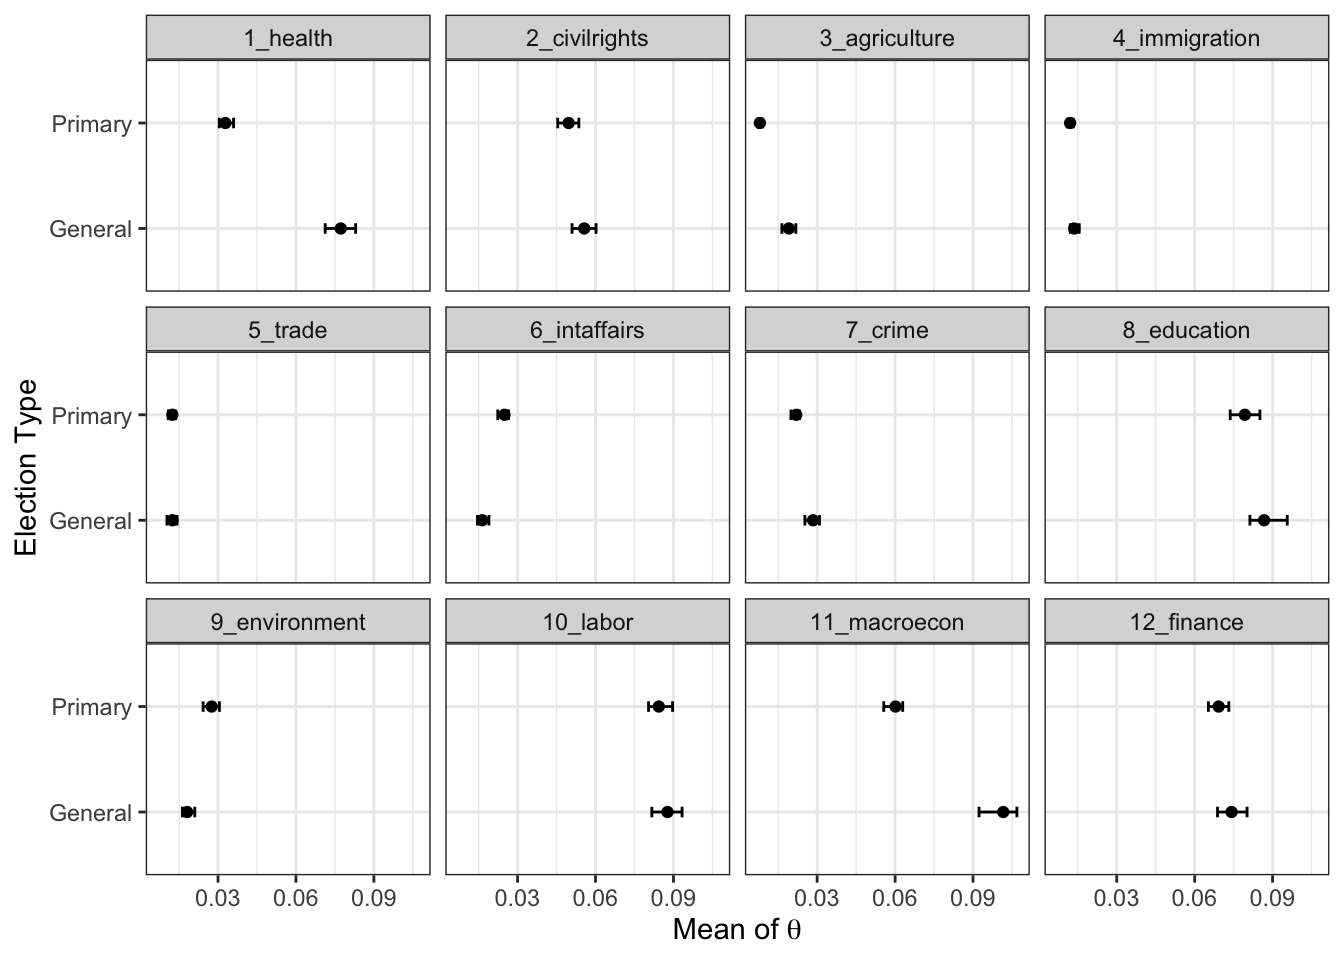 1_health 2_civilrights 3_agriculture 4_immigration
Primary
General
5_trade 6_intaffairs 7_crime 8_education
Primary
General
Election Type
9_environment 10_labor 11_macroecon 12_finance
Primary
General
0.03 0.06 0.09 0.03 0.06 0.09 0.03 0.06 0.09 0.03 0.06 0.09
Mean of θ